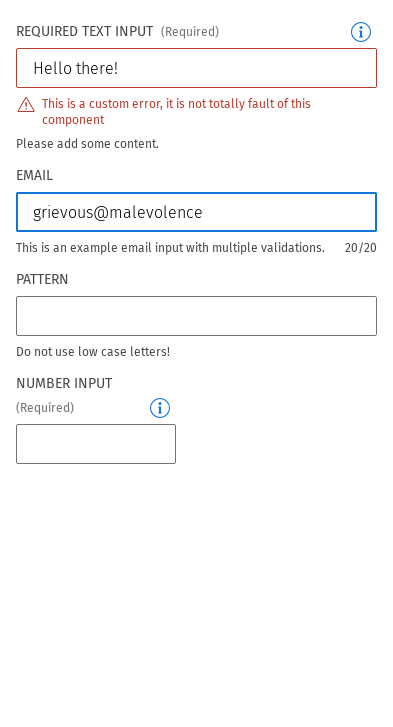 REQUIRED TEXT INPUT (Required)
Hello there!
This is a custom error, it is not totally fault of this
component
Please add some content.
EMAIL
grievous@malevolence
This is an example email input with multiple validations. 20/20
PATTERN
Do not use low case letters!
NUMBER INPUT
(Required)